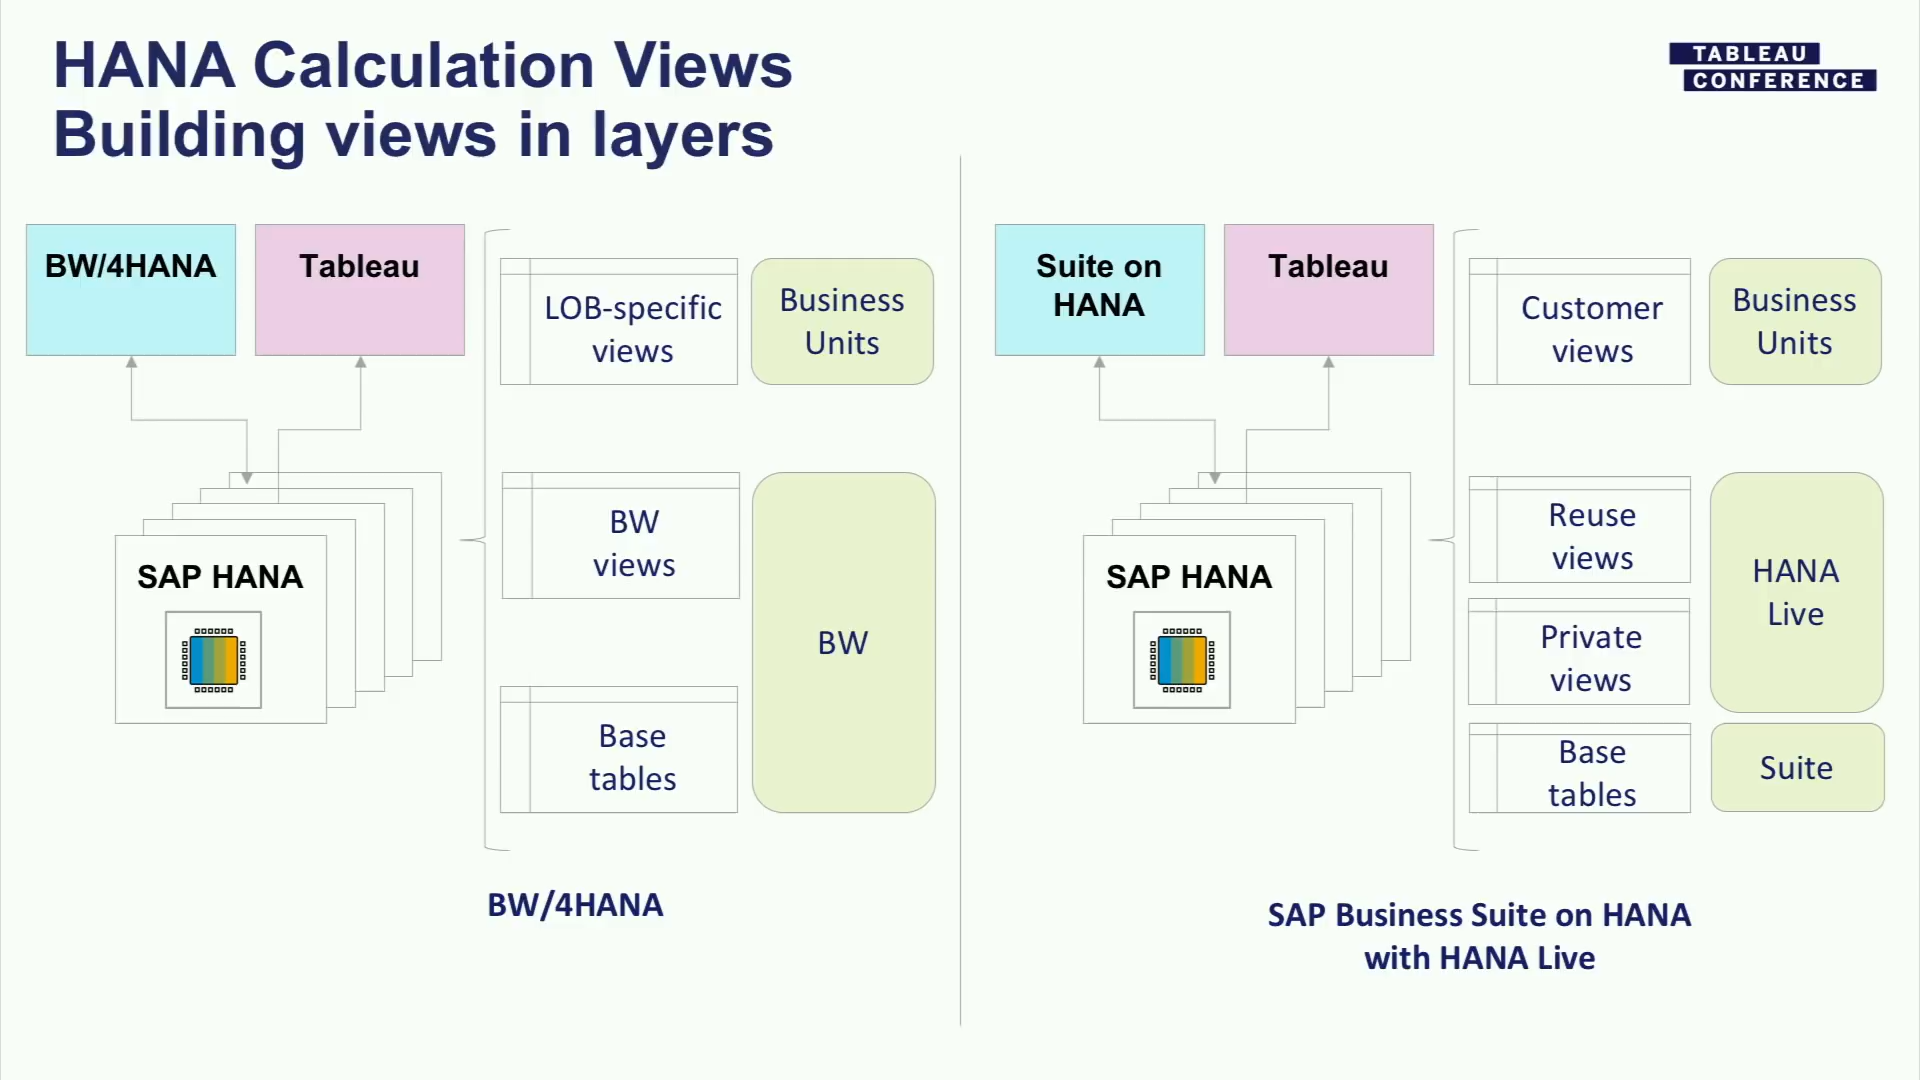 HANA Calculation Views
Building views in layers
TABLEAU
CONFERENCE
BW/4HANA
Tableau
LOB-specific
views
Business
Units
SAP HANA
BW
views
BW
Base
tables
BW/4HANA
Suite on
HANA
Tableau
Customer
views
Business
Units
SAP HANA
Reuse
views
HANA
Live
Private
views
Base
tables
Suite
SAP Business Suite on HANA
with HANA Live